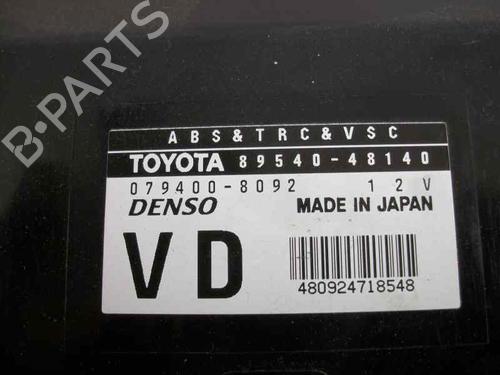 ABS&TRC&VSC
TOYOTA 89540-48140
079400-8092 12V
DENSO MADE IN JAPAN
VD
480924718548
B-PARTS